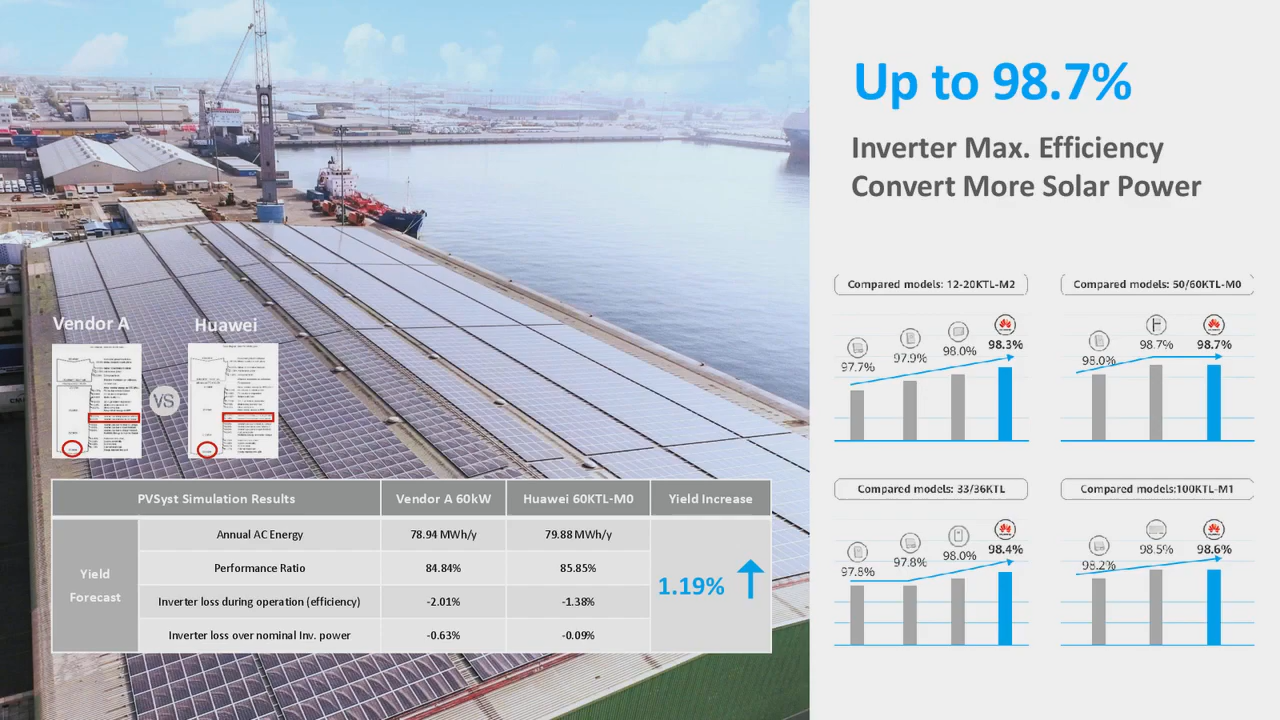 Up to 98.7%
Inverter Max. Efficiency
Convert More Solar Power
Vendor A
Huawei
VS
PVSyst Simulation Results
Vendor A 60kW
Huawei 60KTL-M0
Yield Increase
Yield
Forecast
Annual AC Energy
78.94 MWh/y
79.88 MWh/y
Performance Ratio
84.84%
85.85%
Inverter loss during operation (efficiency)
-2.01%
-1.38%
Inverter loss over nominal Inv. power
-0.63%
-0.09%
1.19%
Compared models: 12-20KTL-M2
97.7%
97.9%
98.0%
98.3%
Compared models: 50/60KTL-M0
98.0%
98.7%
98.7%
Compared models: 33/36KTL
97.8%
97.8%
98.0%
98.4%
Compared models:100KTL-M1
98.2%
98.5%
98.6%